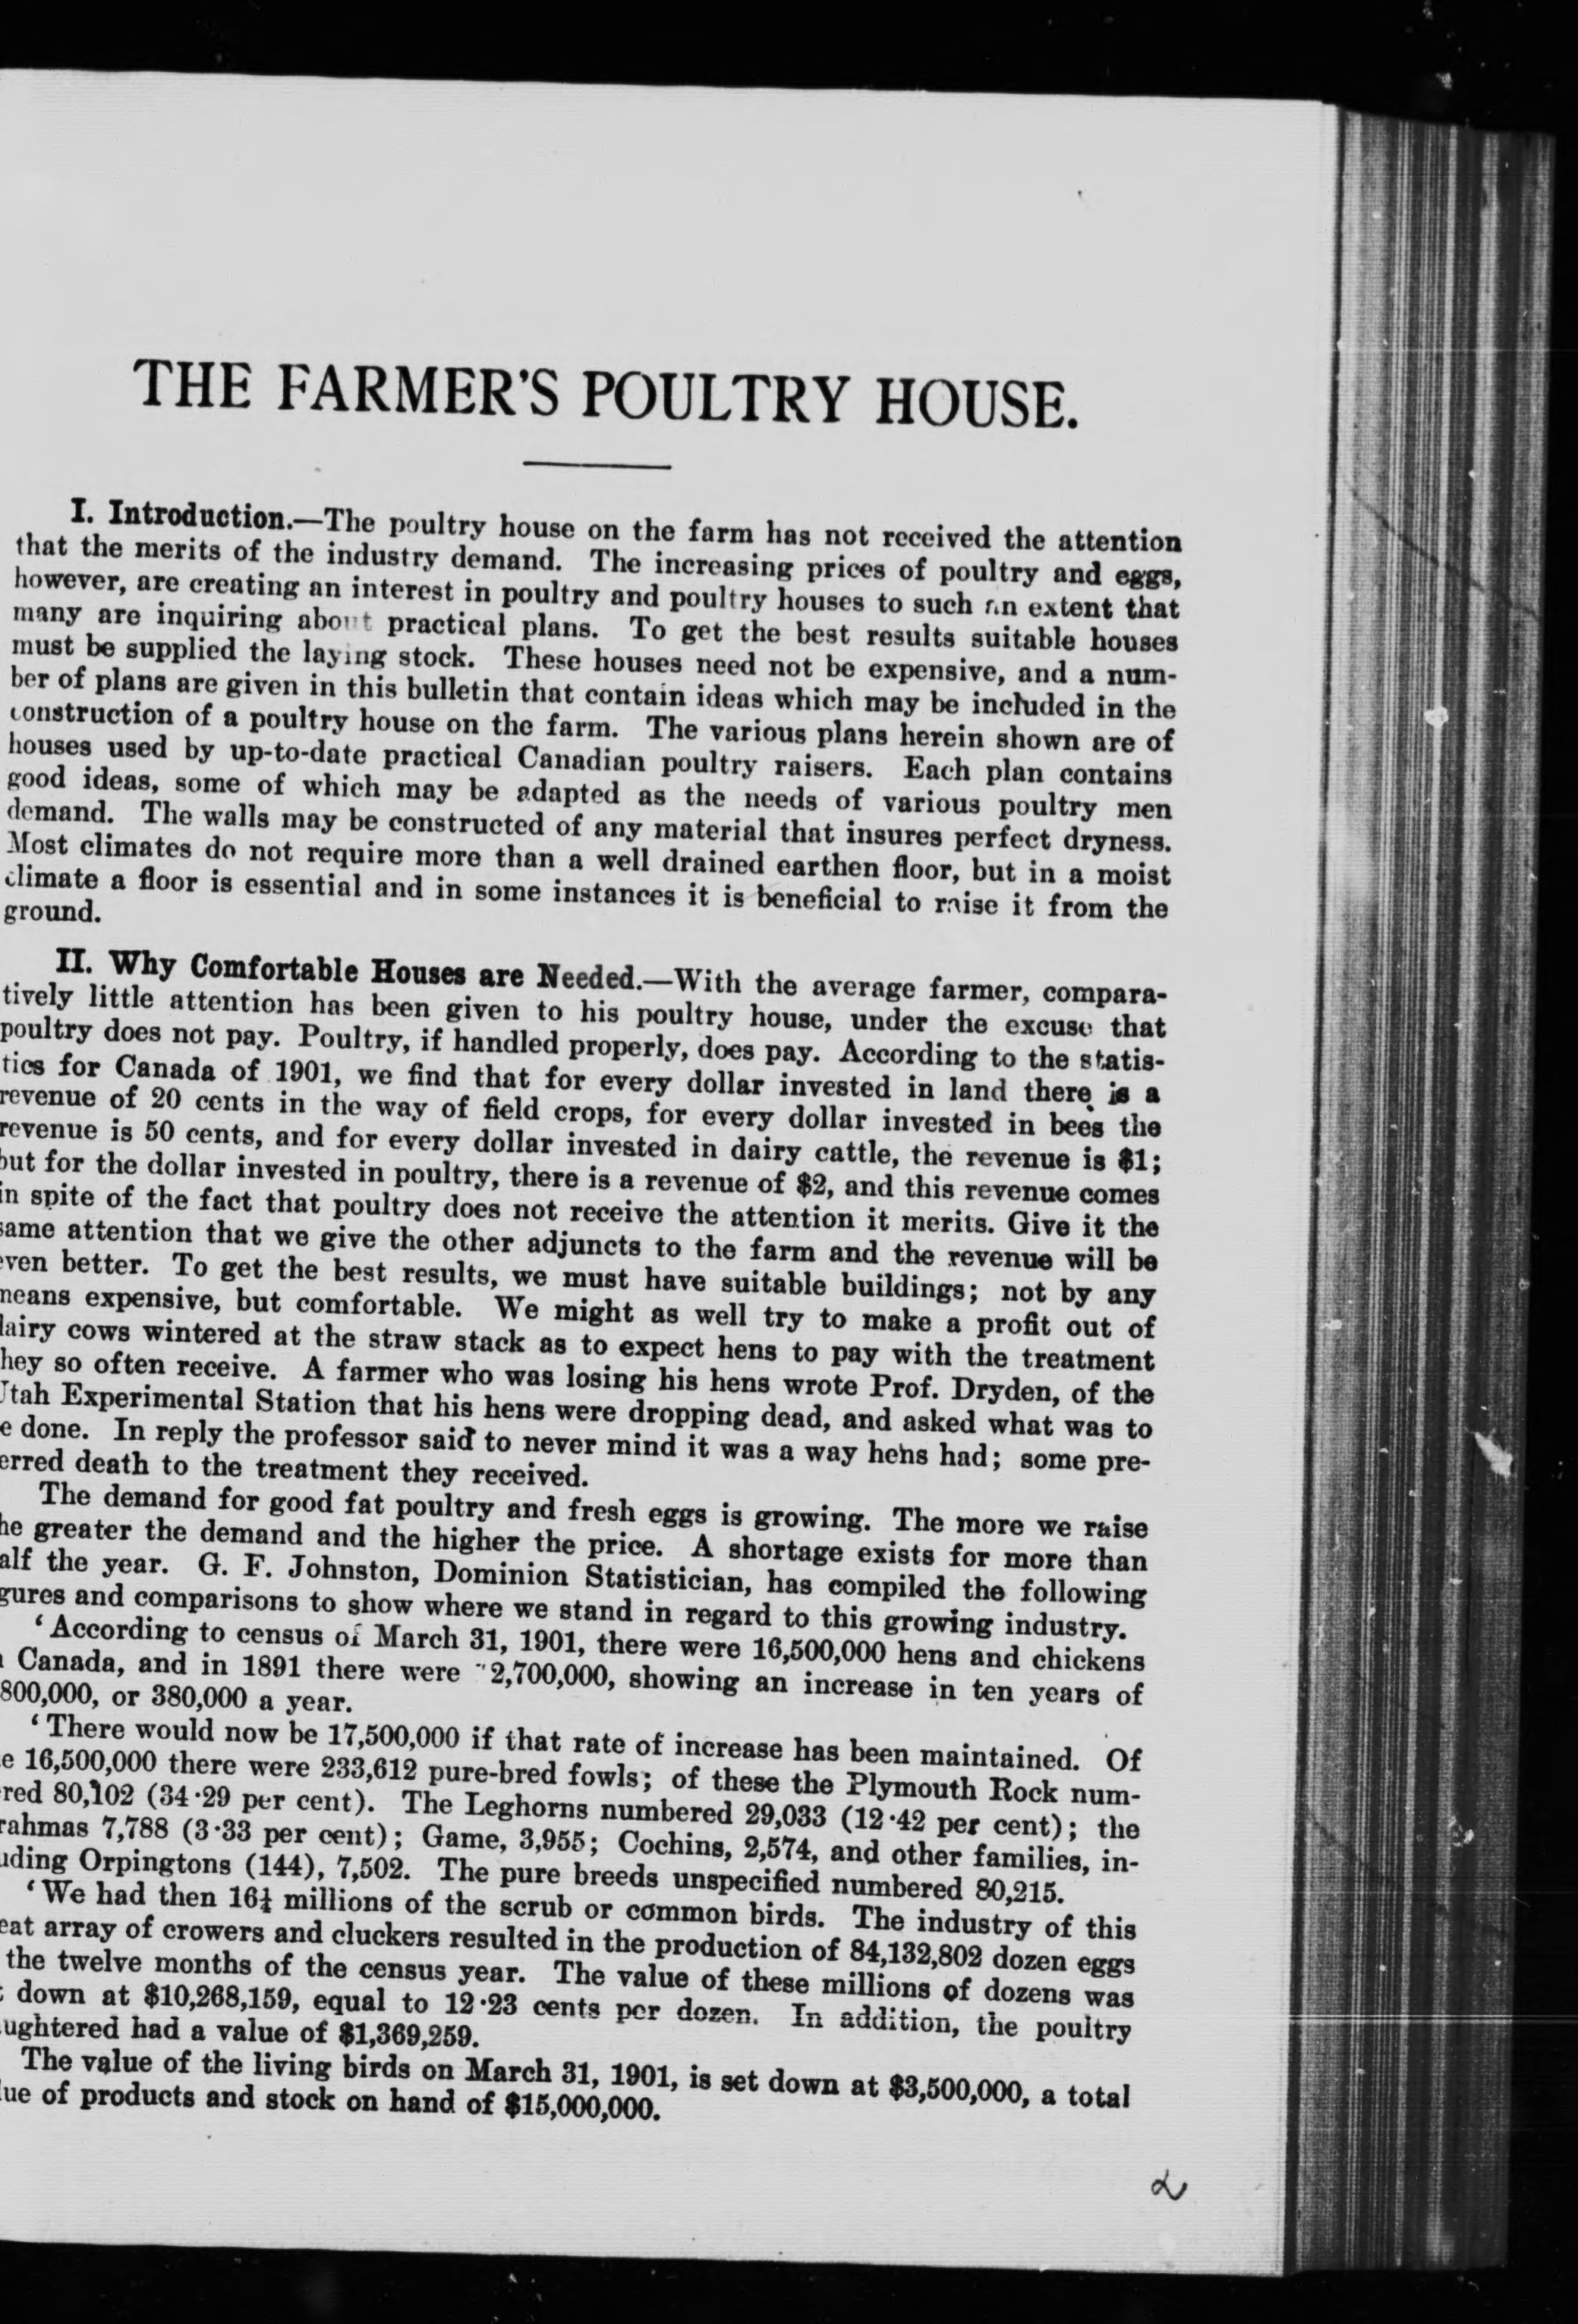 THE FARMER'S POULTRY HOUSE.
I. Introduction.—The poultry house on the farm has not received the attention
that the merits of the industry demand. The increasing prices of poultry and eggs,
however, are creating an interest in poultry and poultry houses to such an extent that
many are inquiring about practical plans. To get the best results suitable houses
must be supplied the laying stock. These houses need not be expensive, and a num-
ber of plans are given in this bulletin that contain ideas which may be included in the
construction of a poultry house on the farm. The various plans herein shown are of
houses used by up-to-date practical Canadian poultry raisers. Each plan contains
good ideas, some of which may be adapted as the needs of various poultry men
demand. The walls may be constructed of any material that insures perfect dryness.
Most climates do not require more than a well drained earthen floor, but in a moist
climate a floor is essential and in some instances it is beneficial to raise it from the
ground.
II. Why Comfortable Houses are Needed.—With the average farmer, compara-
tively little attention has been given to his poultry house, under the excuse that
poultry does not pay. Poultry, if handled properly, does pay. According to the statis-
tics for Canada of 1901, we find that for every dollar invested in land there is a
revenue of 20 cents in the way of field crops, for every dollar invested in bees the
revenue is 50 cents, and for every dollar invested in dairy cattle, the revenue is $1;
but for the dollar invested in poultry, there is a revenue of $2, and this revenue comes
in spite of the fact that poultry does not receive the attention it merits. Give it the
same attention that we give the other adjuncts to the farm and the revenue will be
ven better. To get the best results, we must have suitable buildings; not by any
neans expensive, but comfortable. We might as well try to make a profit out of
lairy cows wintered at the straw stack as to expect hens to pay with the treatment
hey so often receive. A farmer who was losing his hens wrote Prof. Dryden, of the
Utah Experimental Station that his hens were dropping dead, and asked what was to
e done. In reply the professor said to never mind it was a way hens had; some pre-
erred death to the treatment they received.
The demand for good fat poultry and fresh eggs is growing. The more we raise
he greater the demand and the higher the price. A shortage exists for more than
alf the year. G. F. Johnston, Dominion Statistician, has compiled the following
gures and comparisons to show where we stand in regard to this growing industry.
'According to census of March 31, 1901, there were 16,500,000 hens and chickens
Canada, and in 1891 there were 2,700,000, showing an increase in ten years of
800,000, or 380,000 a year.
'There would now be 17,500,000 if that rate of increase has been maintained. Of
e 16,500,000 there were 233,612 pure-bred fowls; of these the Plymouth Rock num-
red 80,102 (34·29 per cent). The Leghorns numbered 29,033 (12·42 per cent); the
rahmas 7,788 (3·33 per cent); Game, 3,955; Cochins, 2,574, and other families, in-
uding Orpingtons (144), 7,502. The pure breeds unspecified numbered 80,215.
'We had then 16¼ millions of the scrub or common birds. The industry of this
eat array of crowers and cluckers resulted in the production of 84,132,802 dozen eggs
the twelve months of the census year. The value of these millions of dozens was
down at $10,268,159, equal to 12·23 cents per dozen. In addition, the poultry
ughtered had a value of $1,369,259.
The value of the living birds on March 31, 1901, is set down at $3,500,000, a total
lue of products and stock on hand of $15,000,000.